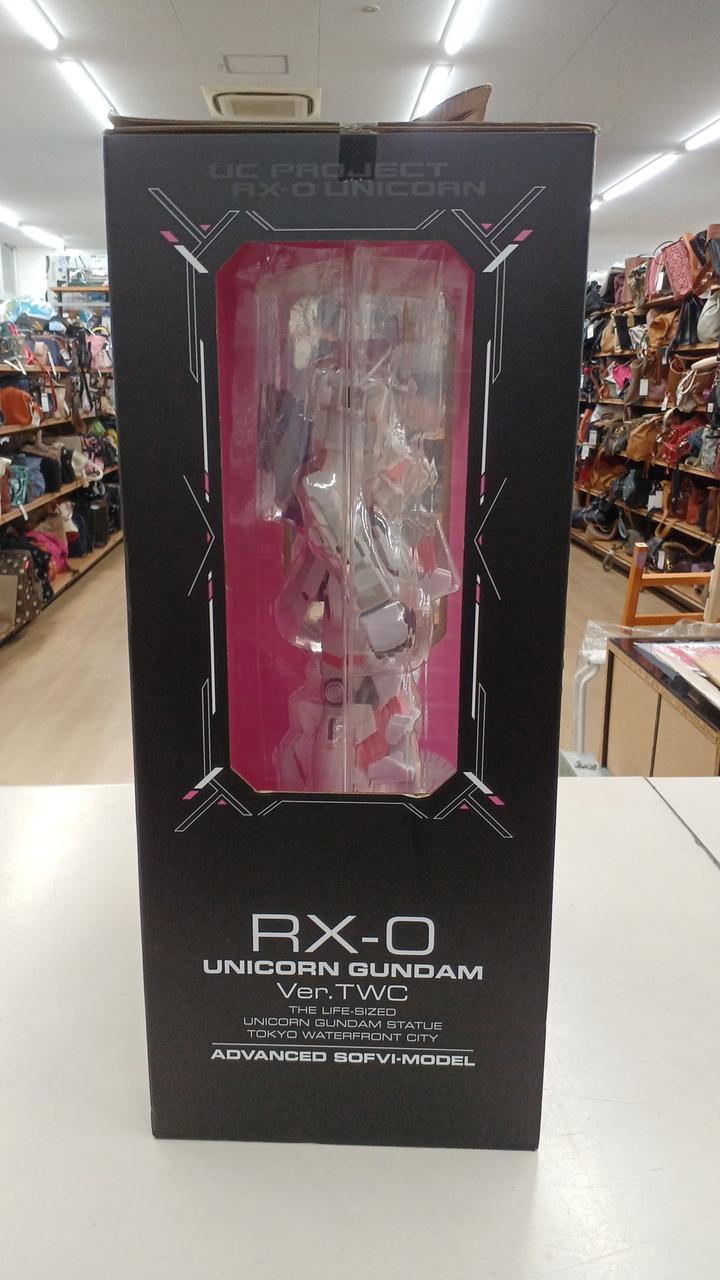 UC PROJECT
RX-0 UNICORN
RX-0
UNICORN GUNDAM
Ver.TWC
THE LIFE-SIZED
UNICORN GUNDAM STATUE
TOKYO WATERFRONT CITY
ADVANCED SOFVI-MODEL